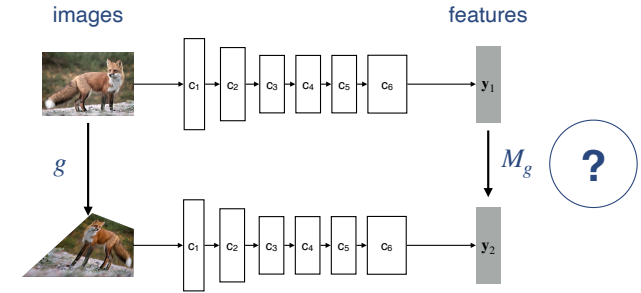 images features
C1 C2 C3 C4 C5 C6 y1
g Mg ?
C1 C2 C3 C4 C5 C6 y2